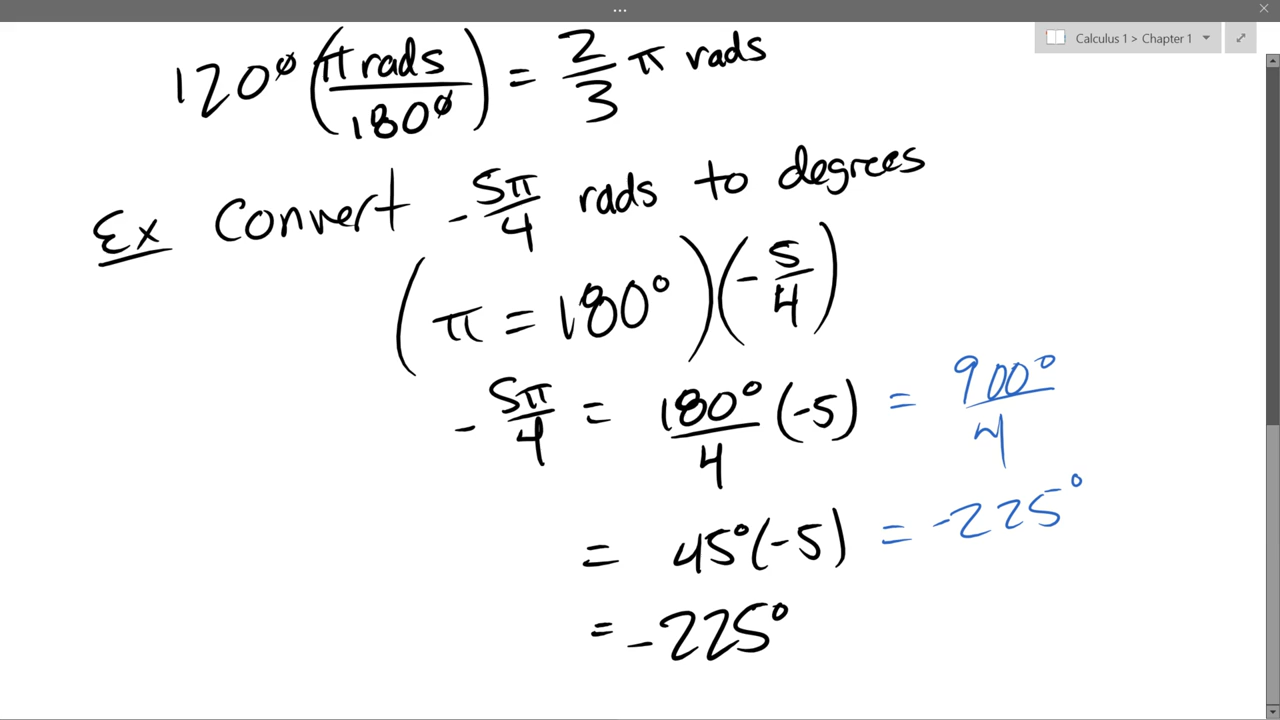 ...
Calculus 1 > Chapter 1
120° (π rads / 180°) = 2/3 π rads
Ex Convert -5π/4 rads to degrees
(π = 180°)(-5/4)
-5π/4 = 180°/4 (-5) = 900°/4
= 45°(-5) = -225°
= -225°